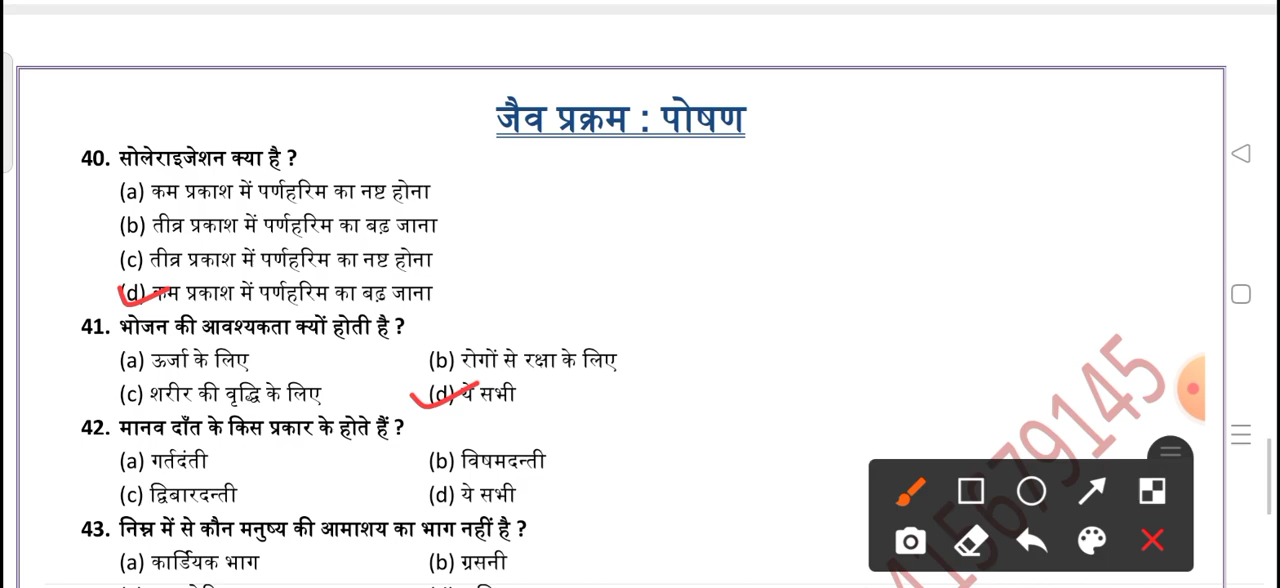 जैव प्रक्रम : पोषण
40. सोलेराइजेशन क्या है ?
(a) कम प्रकाश में पर्णहरिम का नष्ट होना
(b) तीव्र प्रकाश में पर्णहरिम का बढ़ जाना
(c) तीव्र प्रकाश में पर्णहरिम का नष्ट होना
(d) कम प्रकाश में पर्णहरिम का बढ़ जाना
41. भोजन की आवश्यकता क्यों होती है ?
(a) ऊर्जा के लिए (b) रोगों से रक्षा के लिए
(c) शरीर की वृद्धि के लिए (d) ये सभी
42. मानव दाँत के किस प्रकार के होते हैं ?
(a) गर्तदंती (b) विषमदन्ती
(c) द्विबारदन्ती (d) ये सभी
43. निम्न में से कौन मनुष्य की आमाशय का भाग नहीं है ?
(a) कार्डियक भाग (b) ग्रसनी
415679145